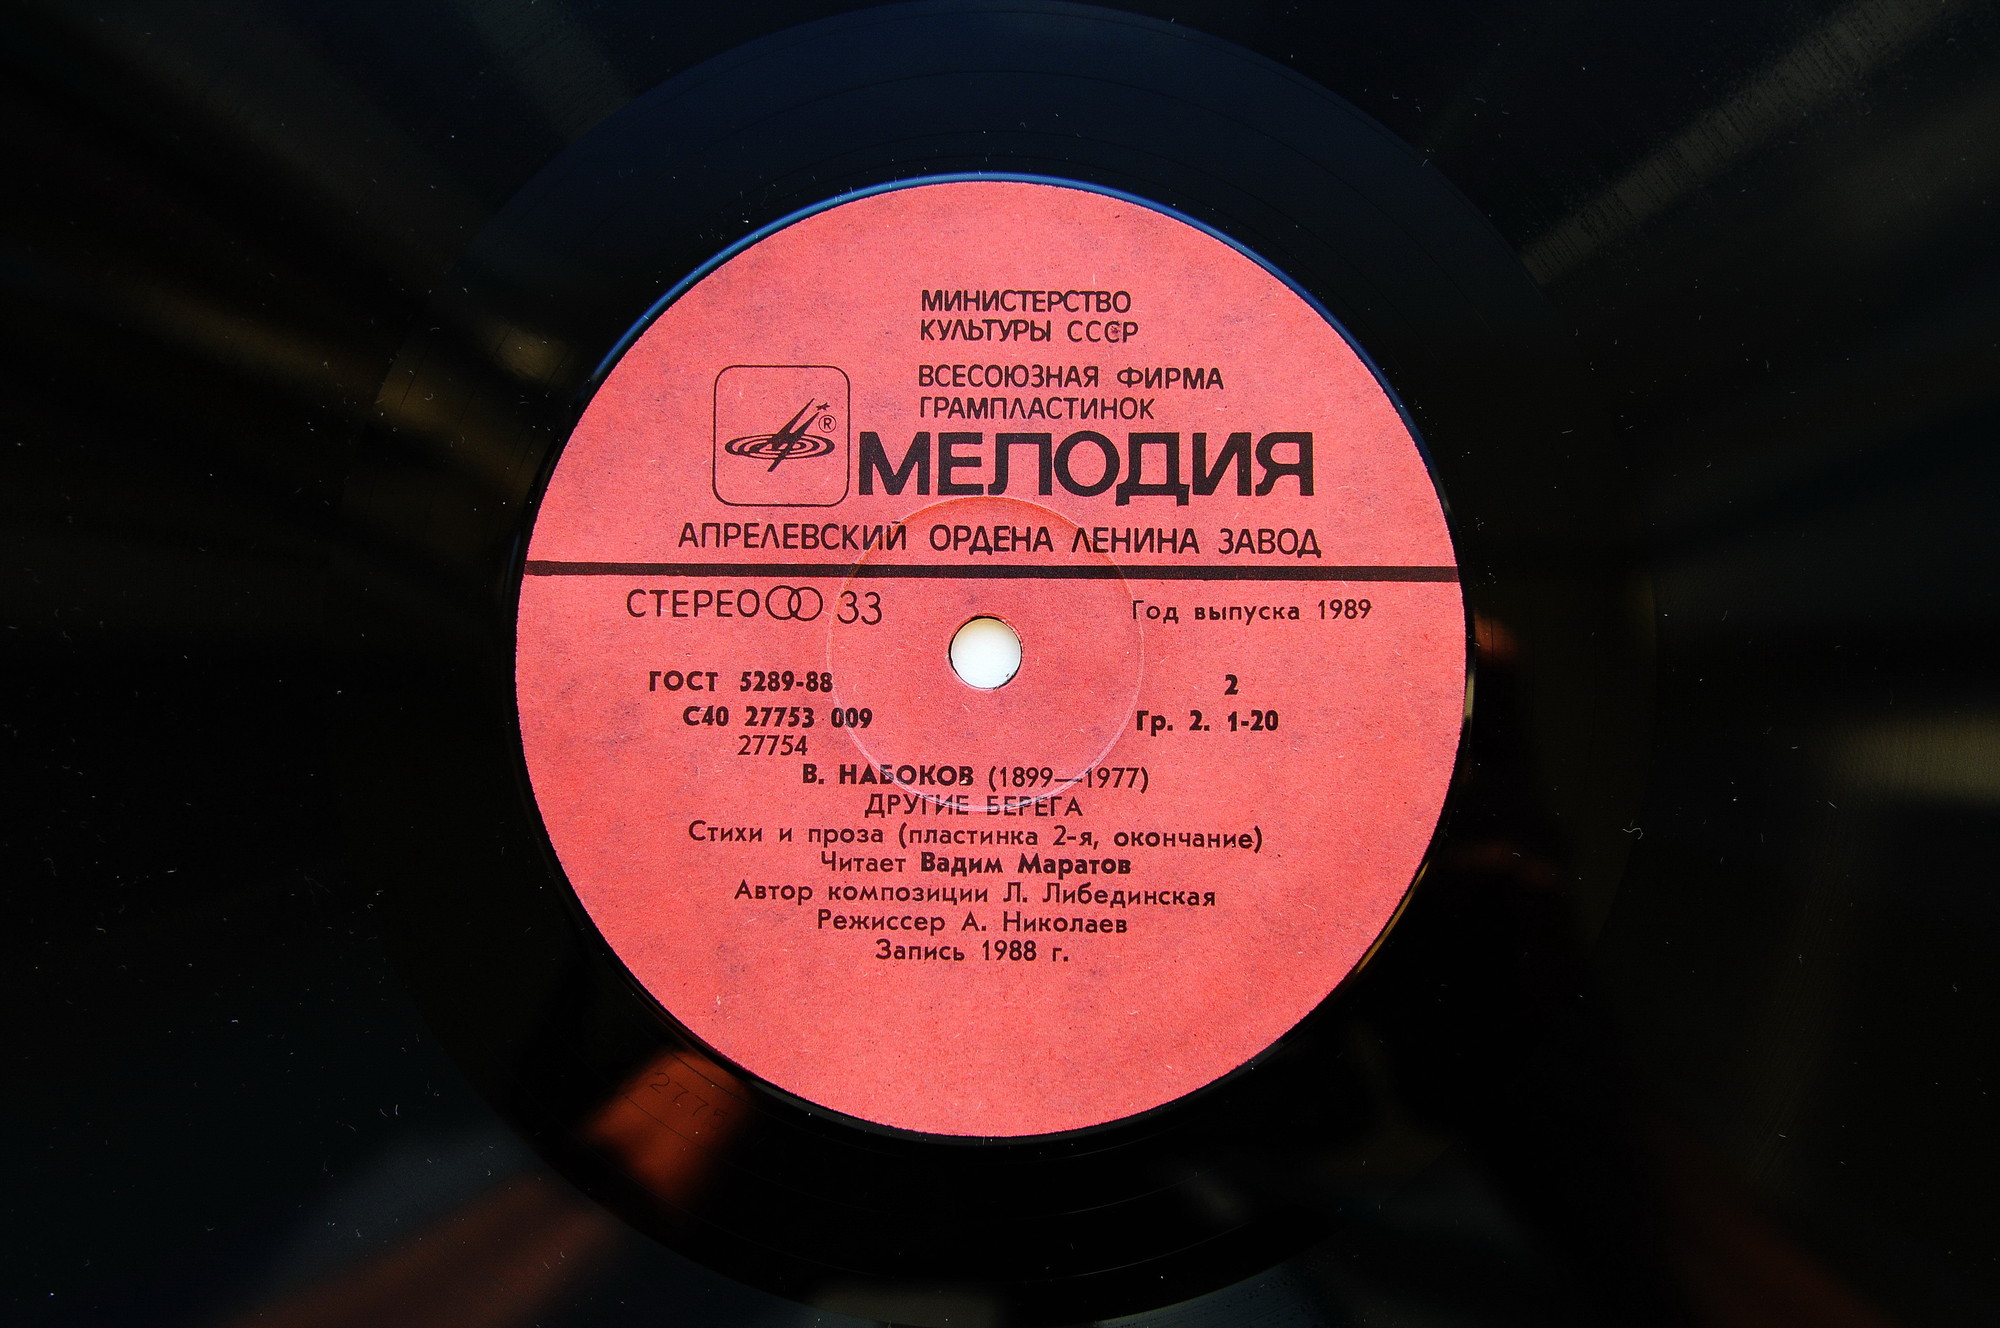 МИНИСТЕРСТВО
КУЛЬТУРЫ СССР
ВСЕСОЮЗНАЯ ФИРМА
ГРАМПЛАСТИНОК
®
МЕЛОДИЯ
АПРЕЛЕВСКИЙ ОРДЕНА ЛЕНИНА ЗАВОД
СТЕРЕО 33
Год выпуска 1989
ГОСТ 5289-88
2
С40 27753 009
Гр. 2. 1-20
27754
В. НАБОКОВ (1899—1977)
ДРУГИЕ БЕРЕГА
Стихи и проза (пластинка 2-я, окончание)
Читает Вадим Маратов
Автор композиции Л. Либединская
Режиссер А. Николаев
Запись 1988 г.